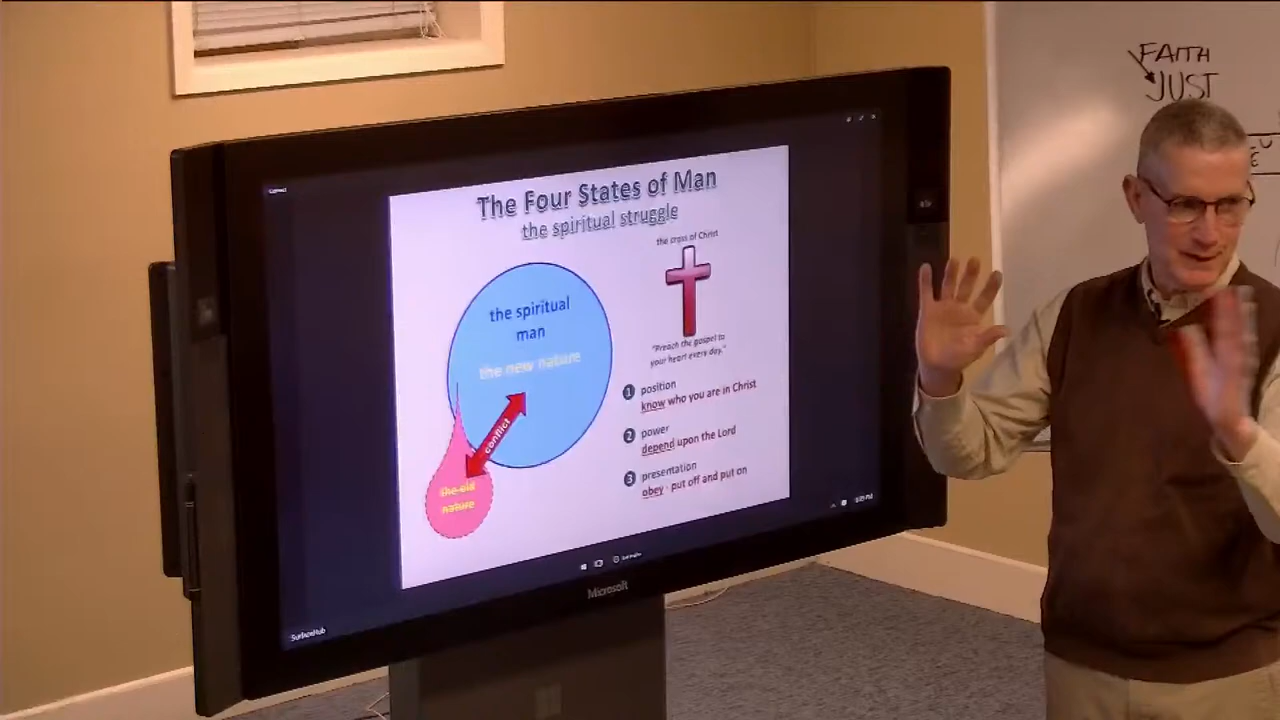 FAITH
JUST
Connect
The Four States of Man
the spiritual struggle
the cross of Christ
"Preach the gospel to
your heart every day."
the spiritual
man
the new nature
conflict
the old
nature
1 position
know who you are in Christ
2 power
depend upon the Lord
3 presentation
obey - put off and put on
Microsoft
SurfaceHub